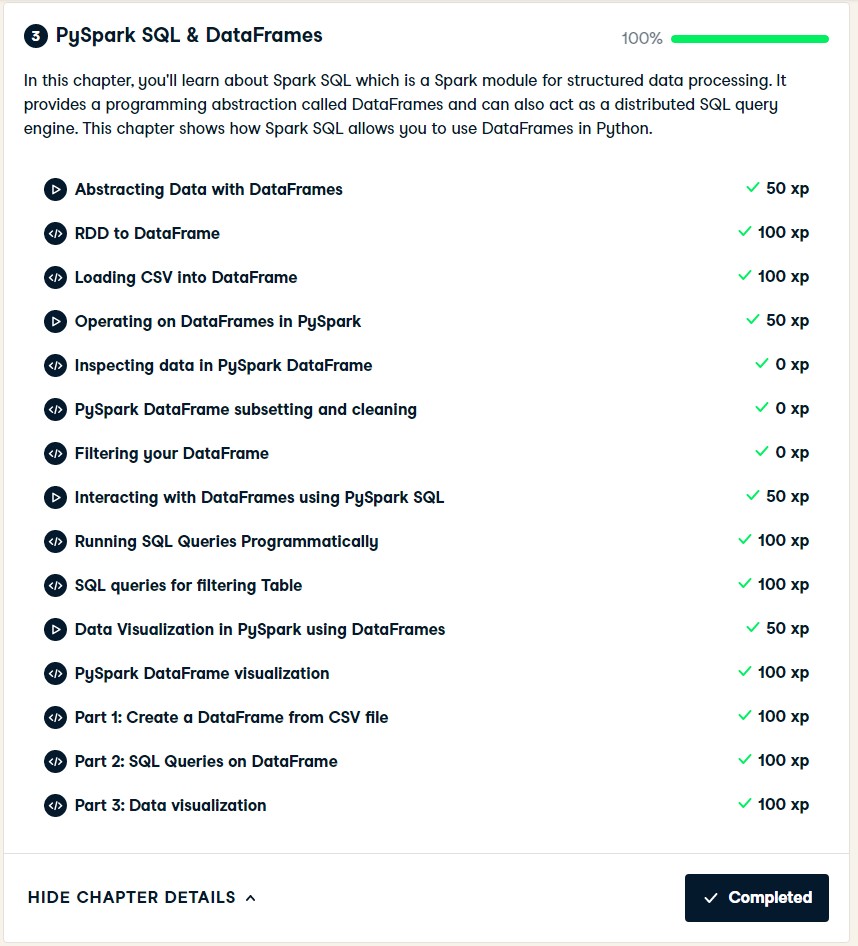 3 PySpark SQL & DataFrames 100%
In this chapter, you'll learn about Spark SQL which is a Spark module for structured data processing. It
provides a programming abstraction called DataFrames and can also act as a distributed SQL query
engine. This chapter shows how Spark SQL allows you to use DataFrames in Python.
Abstracting Data with DataFrames 50 xp
RDD to DataFrame 100 xp
Loading CSV into DataFrame 100 xp
Operating on DataFrames in PySpark 50 xp
Inspecting data in PySpark DataFrame 0 xp
PySpark DataFrame subsetting and cleaning 0 xp
Filtering your DataFrame 0 xp
Interacting with DataFrames using PySpark SQL 50 xp
Running SQL Queries Programmatically 100 xp
SQL queries for filtering Table 100 xp
Data Visualization in PySpark using DataFrames 50 xp
PySpark DataFrame visualization 100 xp
Part 1: Create a DataFrame from CSV file 100 xp
Part 2: SQL Queries on DataFrame 100 xp
Part 3: Data visualization 100 xp
HIDE CHAPTER DETAILS Completed